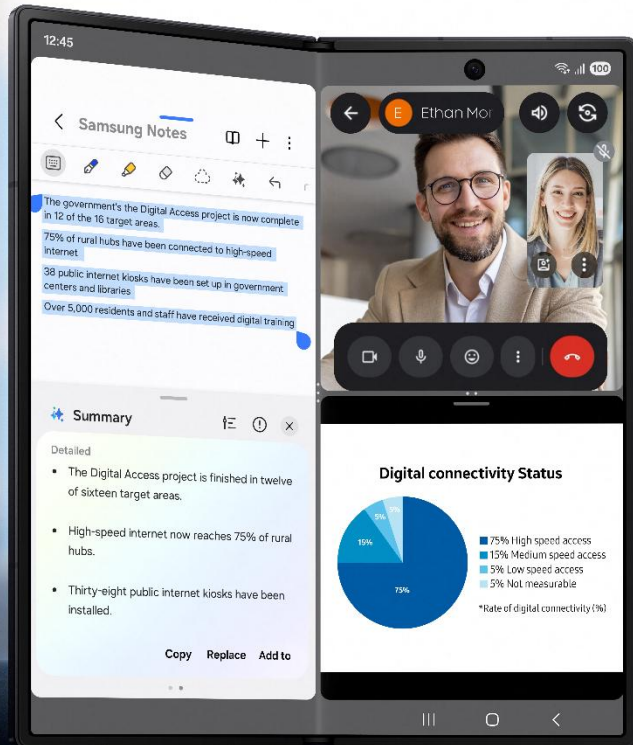 12:45
100
Samsung Notes
The government's the Digital Access project is now complete
in 12 of the 16 target areas.
75% of rural hubs have been connected to high-speed
internet
38 public internet kiosks have been set up in government
centers and libraries
Over 5,000 residents and staff have received digital training
Summary
Detailed
• The Digital Access project is finished in twelve
of sixteen target areas.
• High-speed internet now reaches 75% of rural
hubs.
• Thirty-eight public internet kiosks have been
installed.
Copy Replace Add to
E Ethan Mor
Digital connectivity Status
5%
5%
15%
75%
75% High speed access
15% Medium speed access
5% Low speed access
5% Not measurable
*Rate of digital connectivity (%)